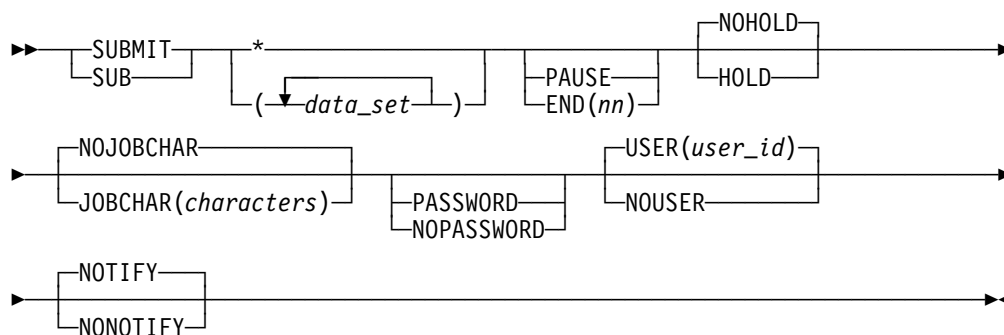 NOHOLD
SUBMIT * PAUSE HOLD
SUB ( data_set ) END(nn)
NOJOBCHAR USER(user_id)
JOBCHAR(characters) PASSWORD NOUSER
NOPASSWORD
NOTIFY
NONOTIFY